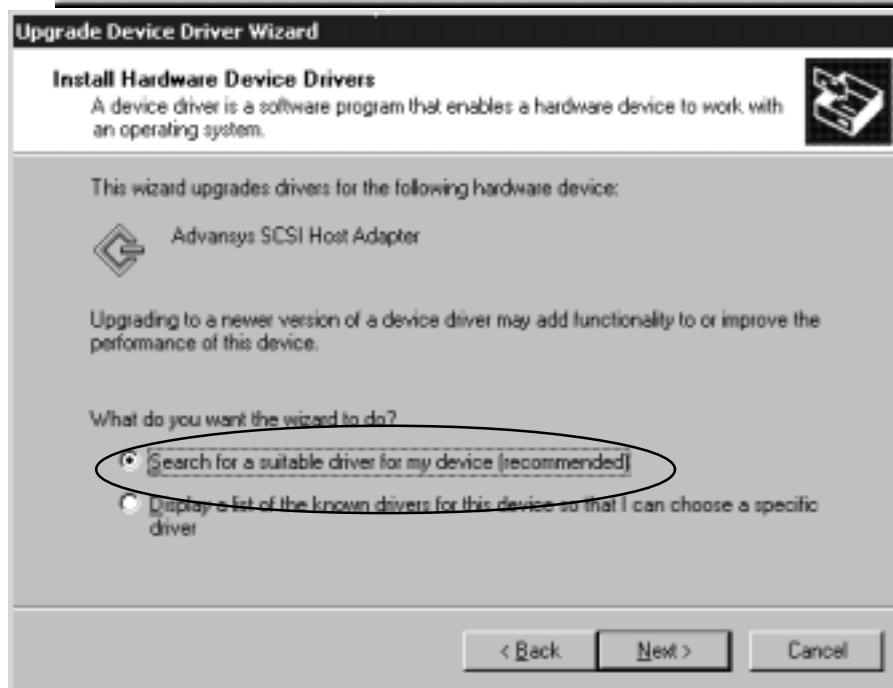 Upgrade Device Driver Wizard
Install Hardware Device Drivers
A device driver is a software program that enables a hardware device to work with
an operating system.
This wizard upgrades drivers for the following hardware device:
Advansys SCSI Host Adapter
Upgrading to a newer version of a device driver may add functionality to or improve the
performance of this device.
What do you want the wizard to do?
Search for a suitable driver for my device (recommended)
Display a list of the known drivers for this device so that I can choose a specific
driver
< Back
Next >
Cancel